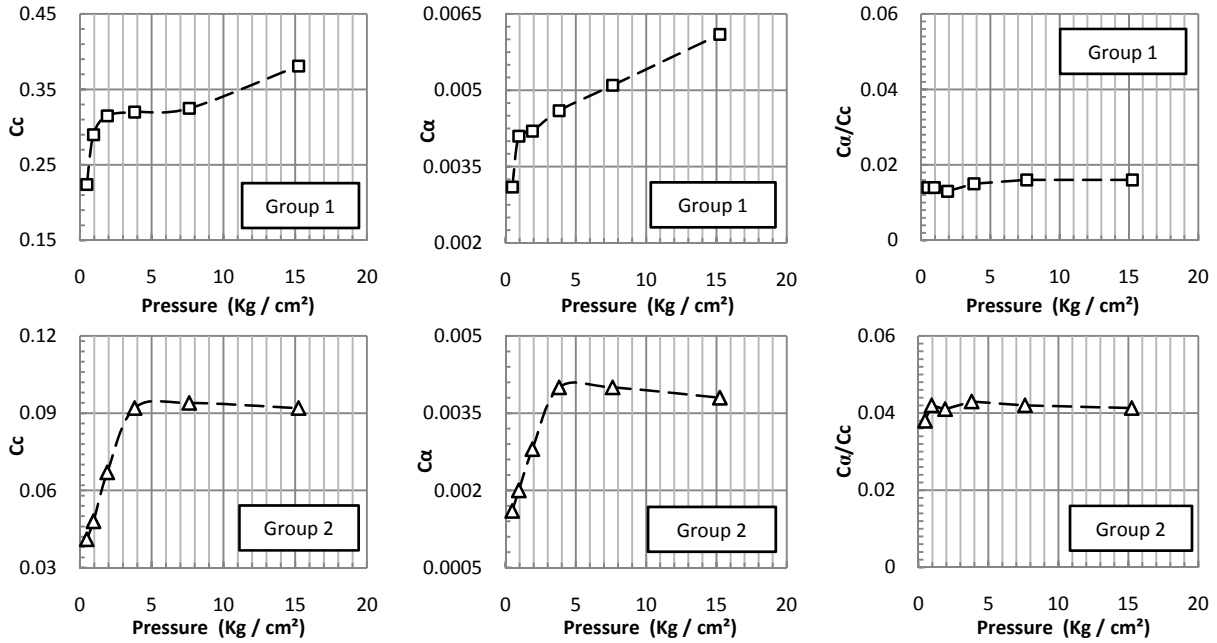 0.45
0.35
0.25
0.15
Cc
Group 1
0 5 10 15 20
Pressure (Kg / cm²)
0.0065
0.005
0.0035
0.002
Cα
Group 1
0 5 10 15 20
Pressure (Kg / cm²)
0.06
0.04
0.02
0
Cα/Cc
Group 1
0 5 10 15 20
Pressure (Kg / cm²)
0.12
0.09
0.06
0.03
Cc
Group 2
0 5 10 15 20
Pressure (Kg / cm²)
0.005
0.0035
0.002
0.0005
Cα
Group 2
0 5 10 15 20
Pressure (Kg / cm²)
0.06
0.04
0.02
0
Cα/Cc
Group 2
0 5 10 15 20
Pressure (Kg / cm²)